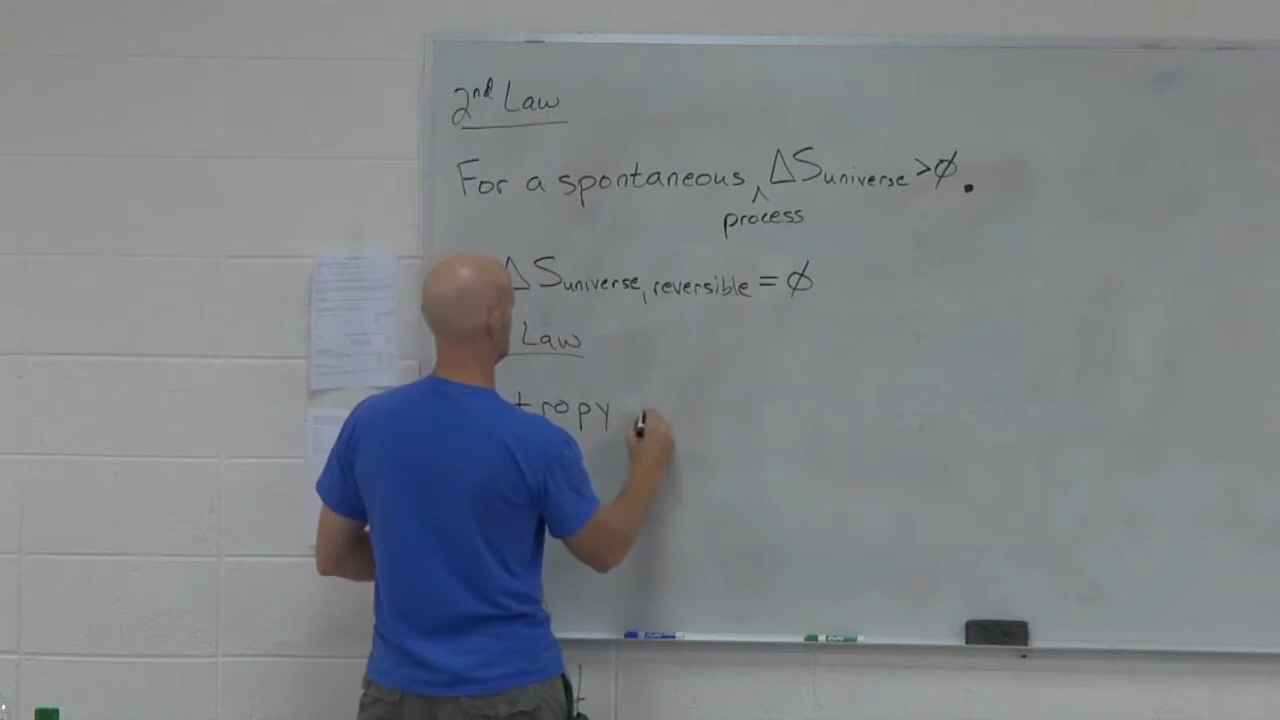 2nd Law
For a spontaneous, ΔSuniverse >∅.
process
ΔSuniverse, reversible = ∅
Law
tropy